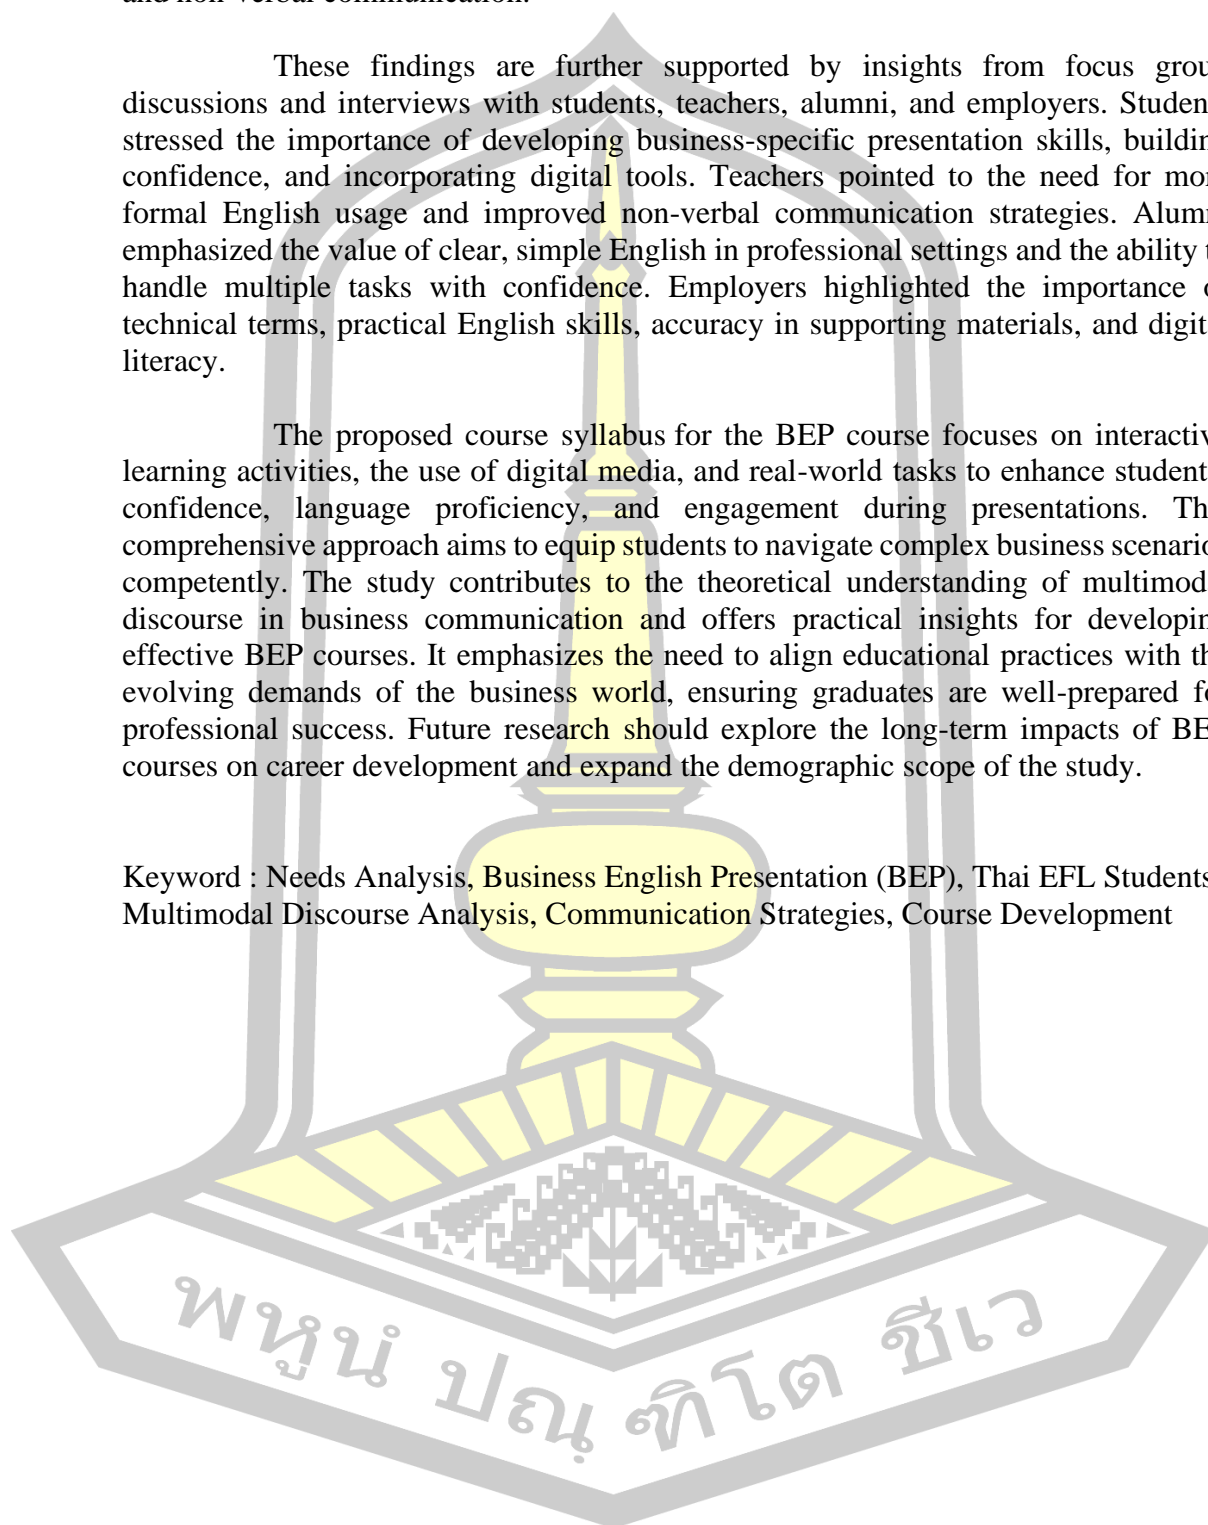 and non-verbal communication.
These findings are further supported by insights from focus grou
discussions and interviews with students, teachers, alumni, and employers. Studen
stressed the importance of developing business-specific presentation skills, buildin
confidence, and incorporating digital tools. Teachers pointed to the need for mor
formal English usage and improved non-verbal communication strategies. Alumn
emphasized the value of clear, simple English in professional settings and the ability t
handle multiple tasks with confidence. Employers highlighted the importance o
technical terms, practical English skills, accuracy in supporting materials, and digit
literacy.
The proposed course syllabus for the BEP course focuses on interactiv
learning activities, the use of digital media, and real-world tasks to enhance student
confidence, language proficiency, and engagement during presentations. Th
comprehensive approach aims to equip students to navigate complex business scenario
competently. The study contributes to the theoretical understanding of multimod
discourse in business communication and offers practical insights for developin
effective BEP courses. It emphasizes the need to align educational practices with th
evolving demands of the business world, ensuring graduates are well-prepared fo
professional success. Future research should explore the long-term impacts of BE
courses on career development and expand the demographic scope of the study.
Keyword : Needs Analysis, Business English Presentation (BEP), Thai EFL Students
Multimodal Discourse Analysis, Communication Strategies, Course Development
พหูนํ ปณฺ ฑิโต ชีเว